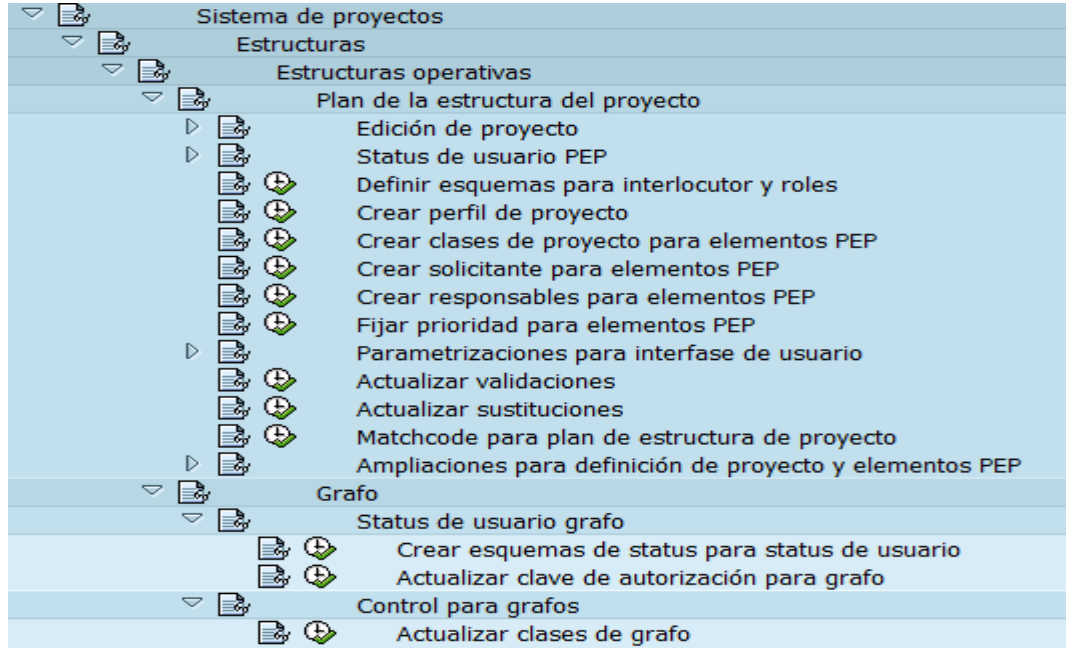 Sistema de proyectos
Estructuras
Estructuras operativas
Plan de la estructura del proyecto
Edición de proyecto
Status de usuario PEP
Definir esquemas para interlocutor y roles
Crear perfil de proyecto
Crear clases de proyecto para elementos PEP
Crear solicitante para elementos PEP
Crear responsables para elementos PEP
Fijar prioridad para elementos PEP
Parametrizaciones para interfase de usuario
Actualizar validaciones
Actualizar sustituciones
Matchcode para plan de estructura de proyecto
Ampliaciones para definición de proyecto y elementos PEP
Grafo
Status de usuario grafo
Crear esquemas de status para status de usuario
Actualizar clave de autorización para grafo
Control para grafos
Actualizar clases de grafo